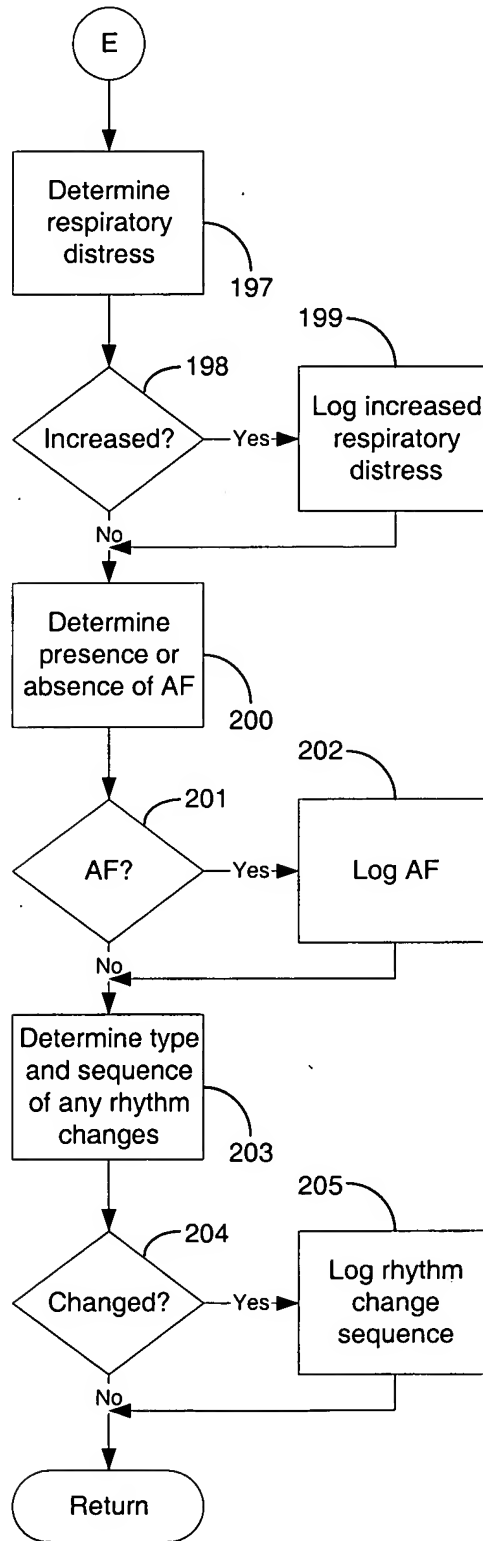 E
Determine
respiratory
distress
197
198
199
Increased?
Yes
Log increased
respiratory
distress
No
Determine
presence or
absence of AF
200
201
202
AF?
Yes
Log AF
No
Determine type
and sequence
of any rhythm
changes
203
204
205
Changed?
Yes
Log rhythm
change
sequence
No
Return